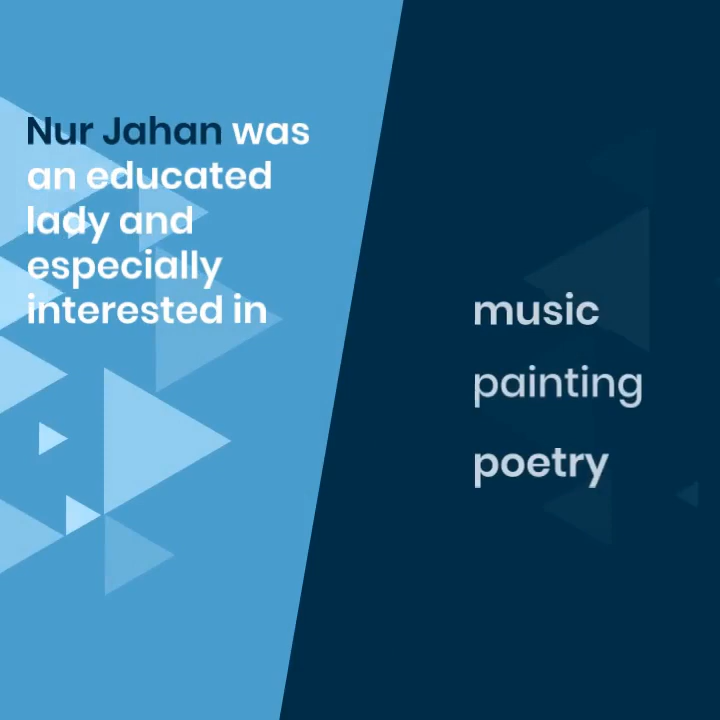 Nur Jahan was
an educated
lady and
especially
interested in
music
painting
poetry